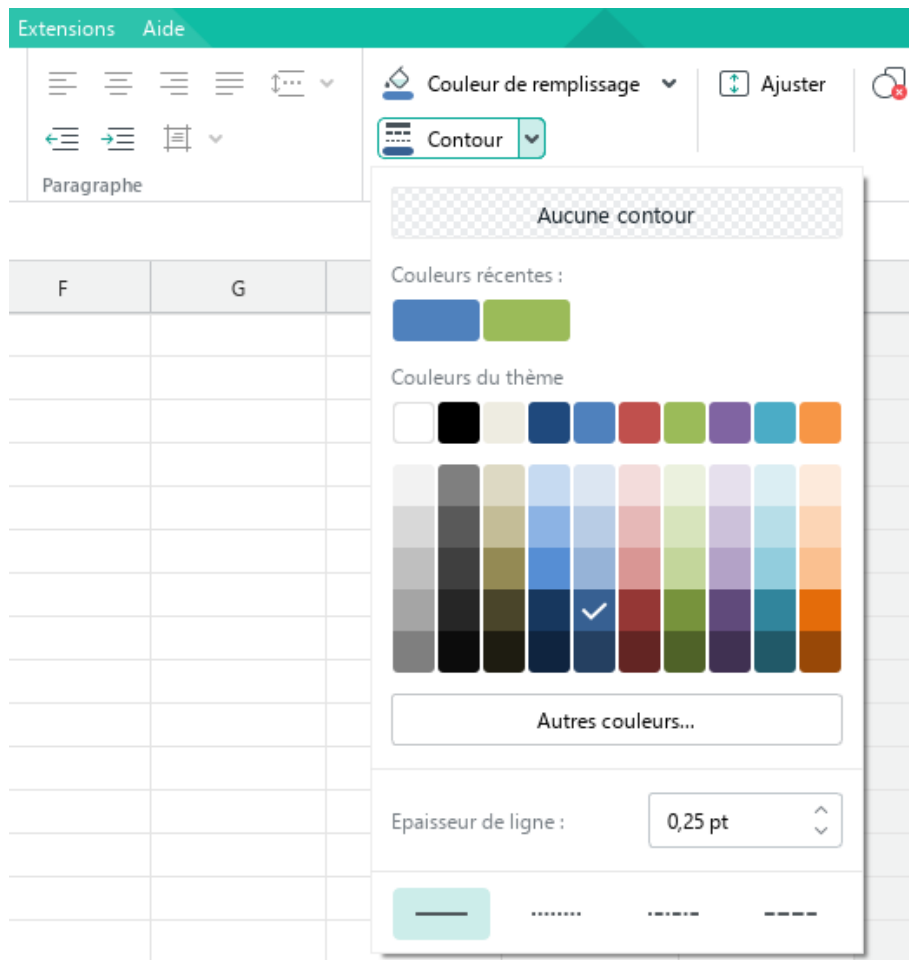 Extensions Aide
Couleur de remplissage Ajuster
Contour
Paragraphe
Aucune contour
F G
Couleurs récentes :
Couleurs du thème
Autres couleurs...
Epaisseur de ligne : 0,25 pt